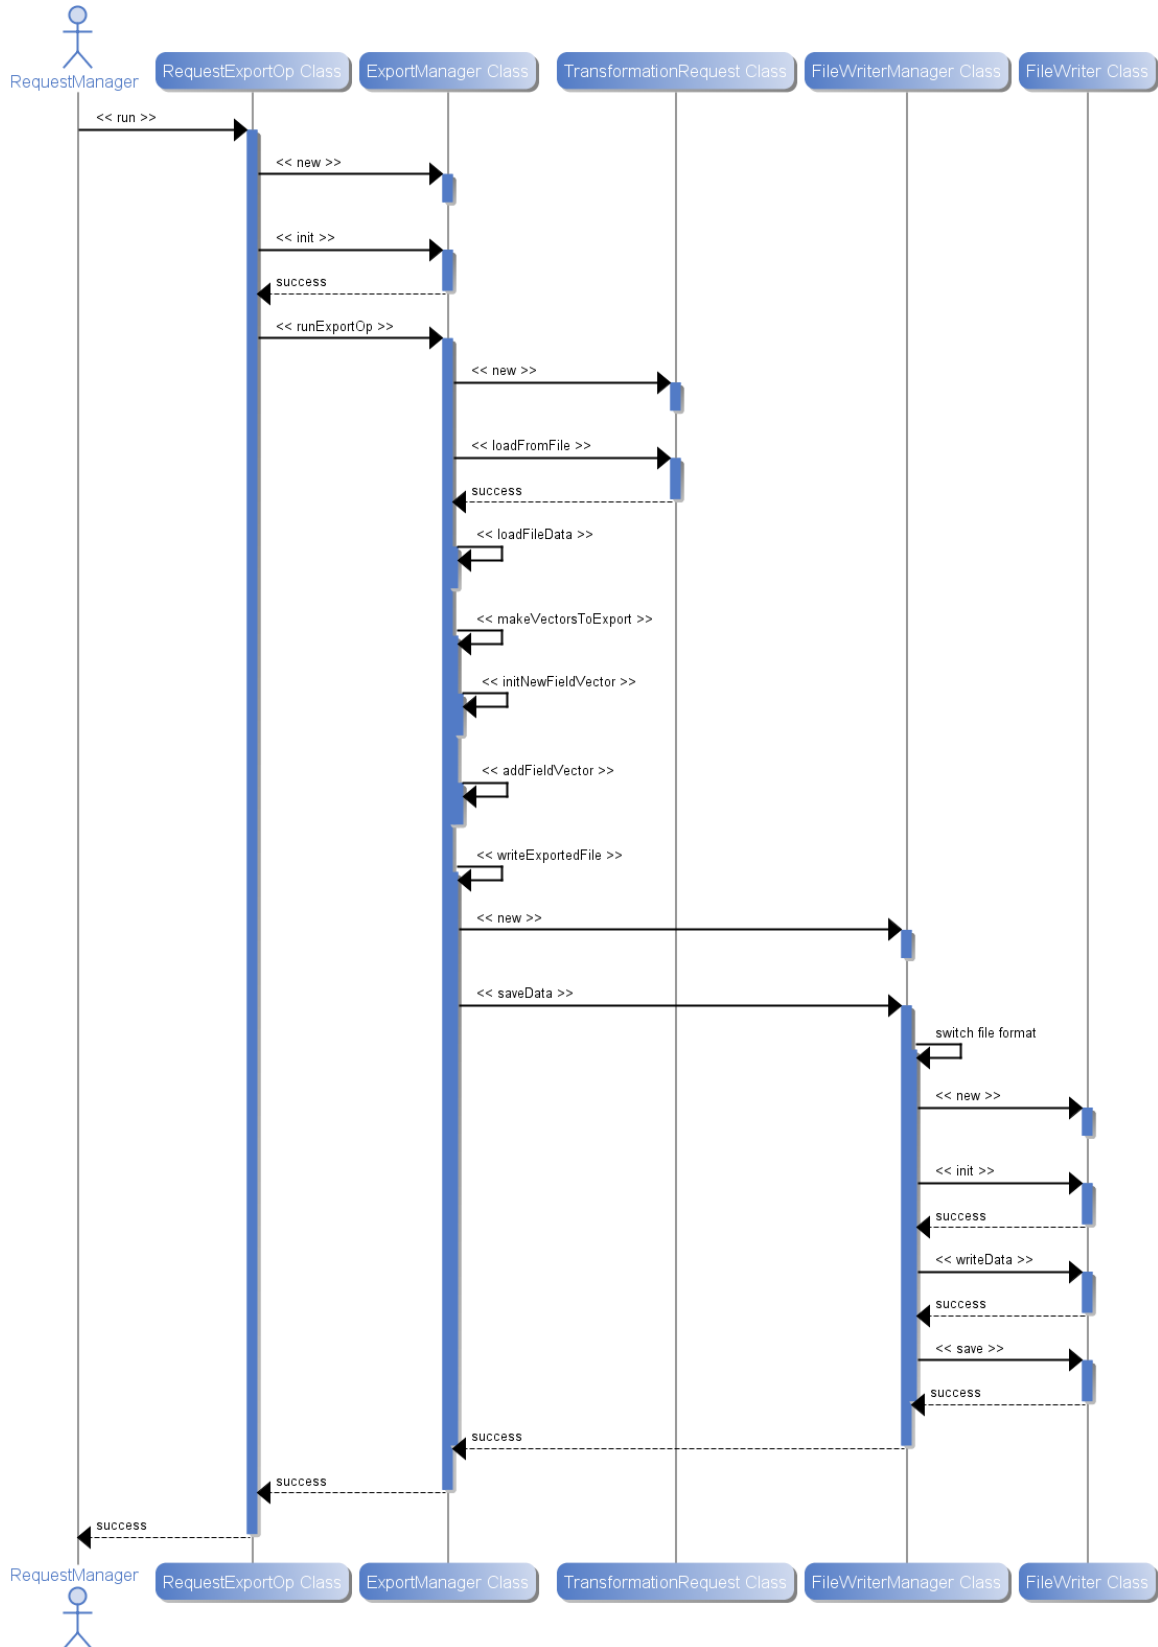 RequestManager
RequestExportOp Class
ExportManager Class
TransformationRequest Class
FileWriterManager Class
FileWriter Class
<< run >>
<< new >>
<< init >>
success
<< runExportOp >>
<< new >>
<< loadFromFile >>
success
<< loadFileData >>
<< makeVectorsToExport >>
<< initNewFieldVector >>
<< addFieldVector >>
<< writeExportedFile >>
<< new >>
<< saveData >>
switch file format
<< new >>
<< init >>
success
<< writeData >>
success
<< save >>
success
success
success
success
RequestManager
RequestExportOp Class
ExportManager Class
TransformationRequest Class
FileWriterManager Class
FileWriter Class